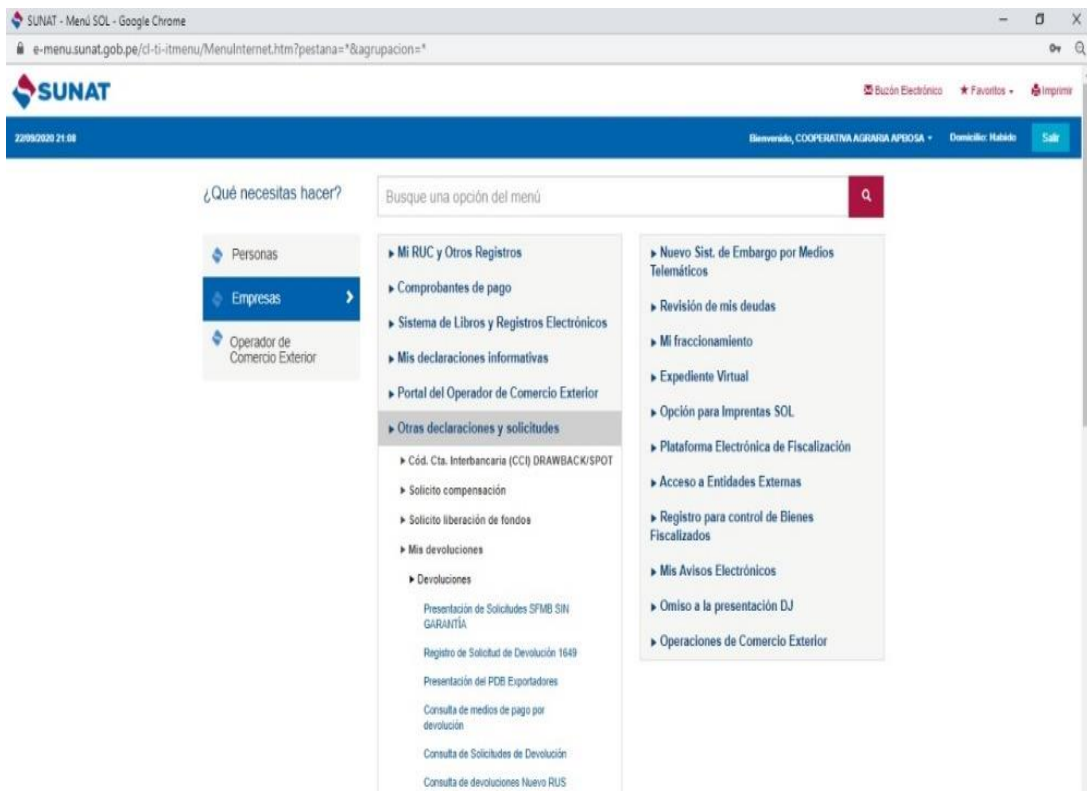 SUNAT - Menú SOL - Google Chrome
e-menu.sunat.gob.pe/cl-ti-itmenu/MenuInternet.htm?pestana=*&agrupacion=*
SUNAT
Buzón Electrónico
Favoritos
Imprimir
22/09/2020 21:08
Bienvenido, COOPERATIVA AGRARIA APBOSA
Domicilio: Habido
Salir
¿Qué necesitas hacer?
Busque una opción del menú
Personas
Empresas
Operador de
Comercio Exterior
Mi RUC y Otros Registros
Comprobantes de pago
Sistema de Libros y Registros Electrónicos
Mis declaraciones informativas
Portal del Operador de Comercio Exterior
Otras declaraciones y solicitudes
Cód. Cta. Interbancaria (CCI) DRAWBACK/SPOT
Solicito compensación
Solicito liberación de fondos
Mis devoluciones
Devoluciones
Presentación de Solicitudes SFMB SIN
GARANTÍA
Registro de Solicitud de Devolución 1649
Presentación del PDB Exportadores
Consulta de medios de pago por
devolución
Consulta de Solicitudes de Devolución
Consulta de devoluciones Nuevo RUS
Nuevo Sist. de Embargo por Medios
Telemáticos
Revisión de mis deudas
Mi fraccionamiento
Expediente Virtual
Opción para Imprentas SOL
Plataforma Electrónica de Fiscalización
Acceso a Entidades Externas
Registro para control de Bienes
Fiscalizados
Mis Avisos Electrónicos
Omiso a la presentación DJ
Operaciones de Comercio Exterior